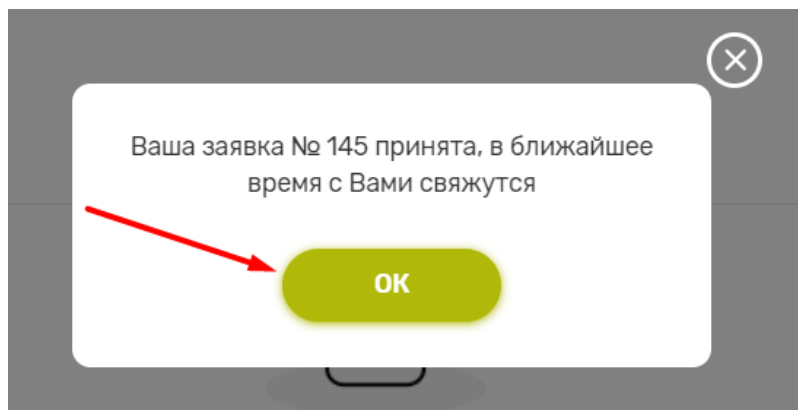 Ваша заявка № 145 принята, в ближайшее
время с Вами свяжутся
ОК